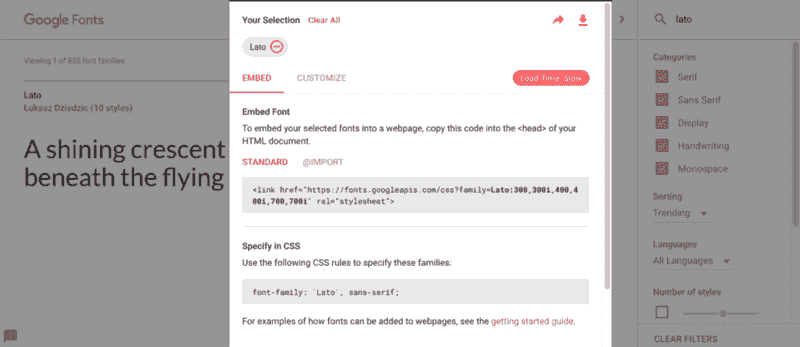 Google Fonts
Viewing 1 of 803 font families
Lato
Łukasz Dziedzic (10 styles)
A shining crescent
beneath the flying
Your Selection Clear All
Lato
EMBED CUSTOMIZE Load Time: Slow
Embed Font
To embed your selected fonts into a webpage, copy this code into the <head> of your
HTML document.
STANDARD @IMPORT
<link href="https://fonts.googleapis.com/css?family=Lato:300,300i,400,4
00i,700,700i" rel="stylesheet">
Specify in CSS
Use the following CSS rules to specify these families:
font-family: 'Lato', sans-serif;
For examples of how fonts can be added to webpages, see the getting started guide.
lato
Categories
Serif
Sans Serif
Display
Handwriting
Monospace
Sorting
Trending
Languages
All Languages
Number of styles
CLEAR FILTERS